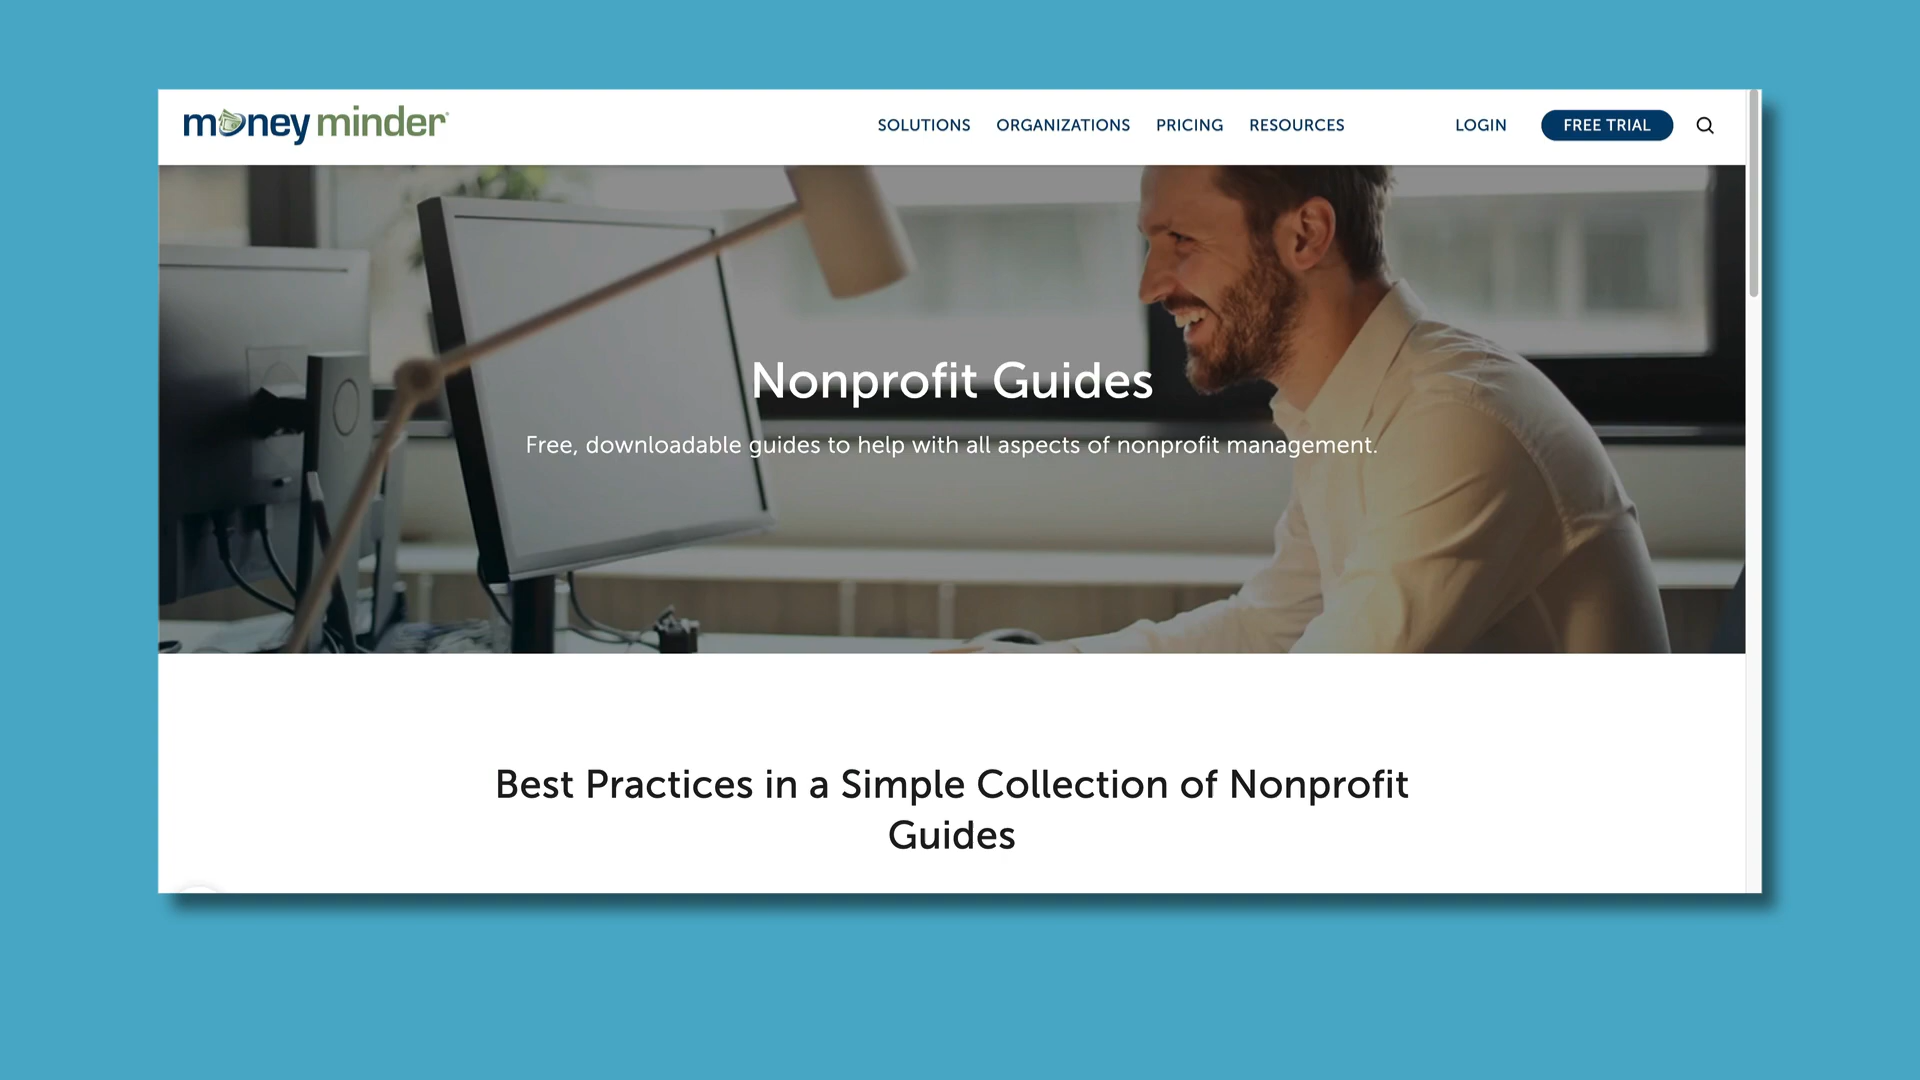 money minder
SOLUTIONS
ORGANIZATIONS
PRICING
RESOURCES
LOGIN
FREE TRIAL
Nonprofit Guides
Free, downloadable guides to help with all aspects of nonprofit management.
Best Practices in a Simple Collection of Nonprofit
Guides